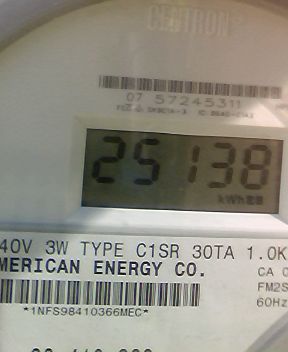 CENTRON
07 57245311
25138
kWh
40V 3W TYPE C1SR 30TA 1.0K
MERICAN ENERGY CO.
CA 0
FM2S
60Hz
*1NFS98410366MEC*